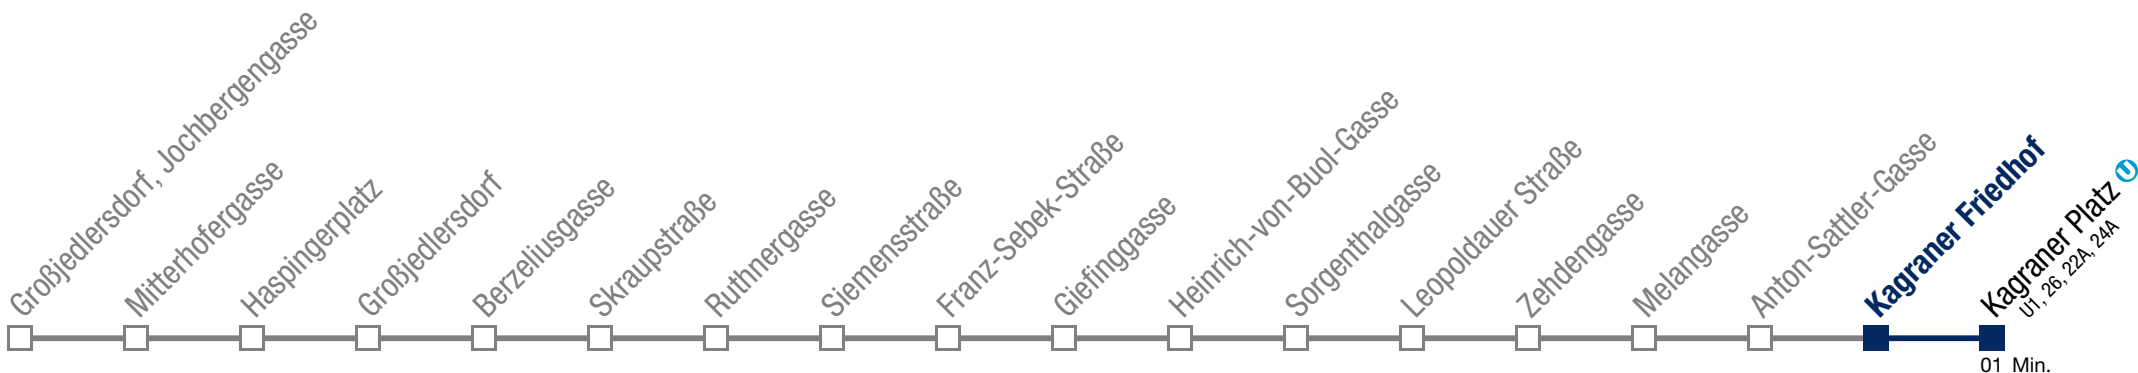 Großjedlersdorf, Jochbergengasse
Mitterhofergasse
Haspingerplatz
Großjedlersdorf
Berzeliusgasse
Skraupstraße
Ruthnergasse
Siemensstraße
Franz-Sebek-Straße
Giefinggasse
Heinrich-von-Buol-Gasse
Sorgenthalgasse
Leopoldauer Straße
Zehdengasse
Melangasse
Anton-Sattler-Gasse
Kagraner Friedhof
Kagraner Platz U
U1, 26, 22A, 24A
01 Min.